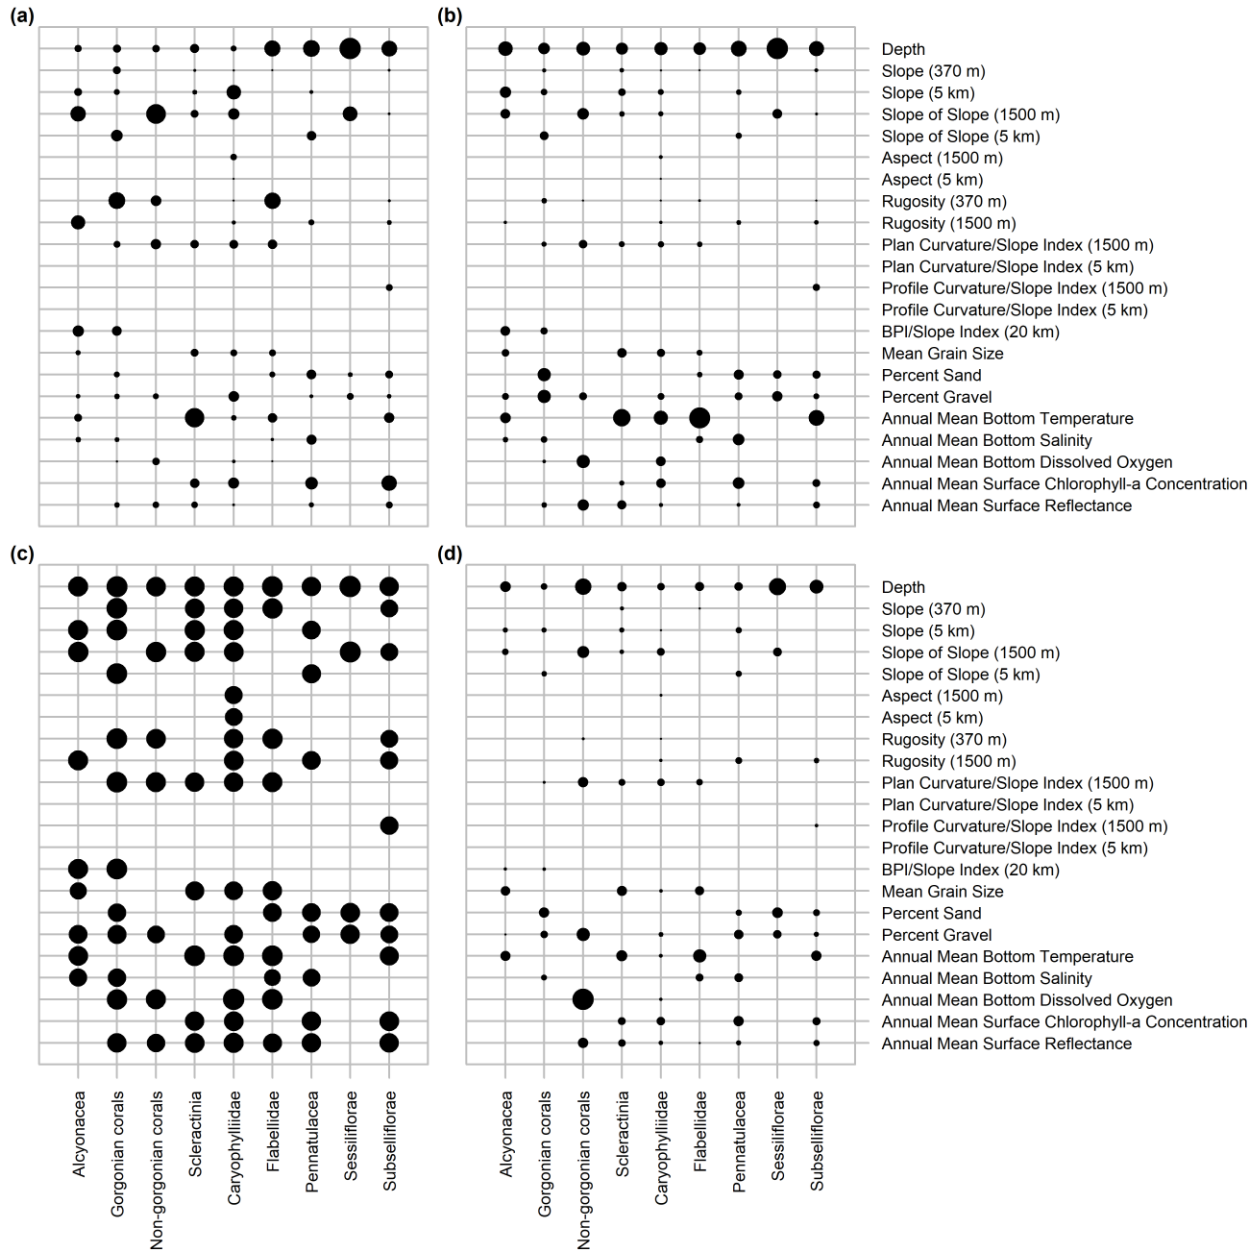 (a)
(b)
Depth
Slope (370 m)
Slope (5 km)
Slope of Slope (1500 m)
Slope of Slope (5 km)
Aspect (1500 m)
Aspect (5 km)
Rugosity (370 m)
Rugosity (1500 m)
Plan Curvature/Slope Index (1500 m)
Plan Curvature/Slope Index (5 km)
Profile Curvature/Slope Index (1500 m)
Profile Curvature/Slope Index (5 km)
BPI/Slope Index (20 km)
Mean Grain Size
Percent Sand
Percent Gravel
Annual Mean Bottom Temperature
Annual Mean Bottom Salinity
Annual Mean Bottom Dissolved Oxygen
Annual Mean Surface Chlorophyll-a Concentration
Annual Mean Surface Reflectance
(c)
(d)
Depth
Slope (370 m)
Slope (5 km)
Slope of Slope (1500 m)
Slope of Slope (5 km)
Aspect (1500 m)
Aspect (5 km)
Rugosity (370 m)
Rugosity (1500 m)
Plan Curvature/Slope Index (1500 m)
Plan Curvature/Slope Index (5 km)
Profile Curvature/Slope Index (1500 m)
Profile Curvature/Slope Index (5 km)
BPI/Slope Index (20 km)
Mean Grain Size
Percent Sand
Percent Gravel
Annual Mean Bottom Temperature
Annual Mean Bottom Salinity
Annual Mean Bottom Dissolved Oxygen
Annual Mean Surface Chlorophyll-a Concentration
Annual Mean Surface Reflectance
Alcyonacea
Gorgonian corals
Non-gorgonian corals
Scleractinia
Caryophylliidae
Flabellidae
Pennatulacea
Sessiliflorae
Subselliflorae
Alcyonacea
Gorgonian corals
Non-gorgonian corals
Scleractinia
Caryophylliidae
Flabellidae
Pennatulacea
Sessiliflorae
Subselliflorae